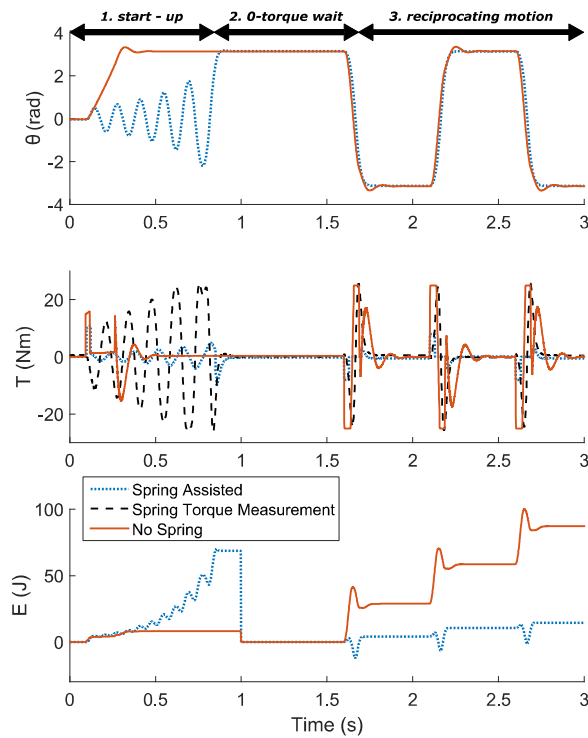 1. start - up 2. 0-torque wait 3. reciprocating motion
4
2
0
-2
-4
θ (rad)
0 0.5 1 1.5 2 2.5 3
20
0
-20
T (Nm)
0 0.5 1 1.5 2 2.5 3
Spring Assisted
Spring Torque Measurement
No Spring
100
50
0
E (J)
0 0.5 1 1.5 2 2.5 3
Time (s)